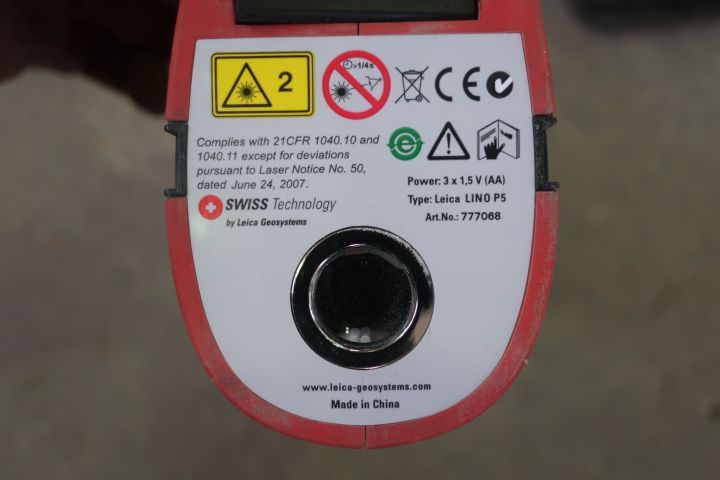 2
>1/4s
CE
Complies with 21CFR 1040.10 and
1040.11 except for deviations
pursuant to Laser Notice No. 50,
dated June 24, 2007.
SWISS Technology
by Leica Geosystems
Power: 3 x 1,5 V (AA)
Type: Leica LINO P5
Art.No.: 777068
www.leica-geosystems.com
Made in China